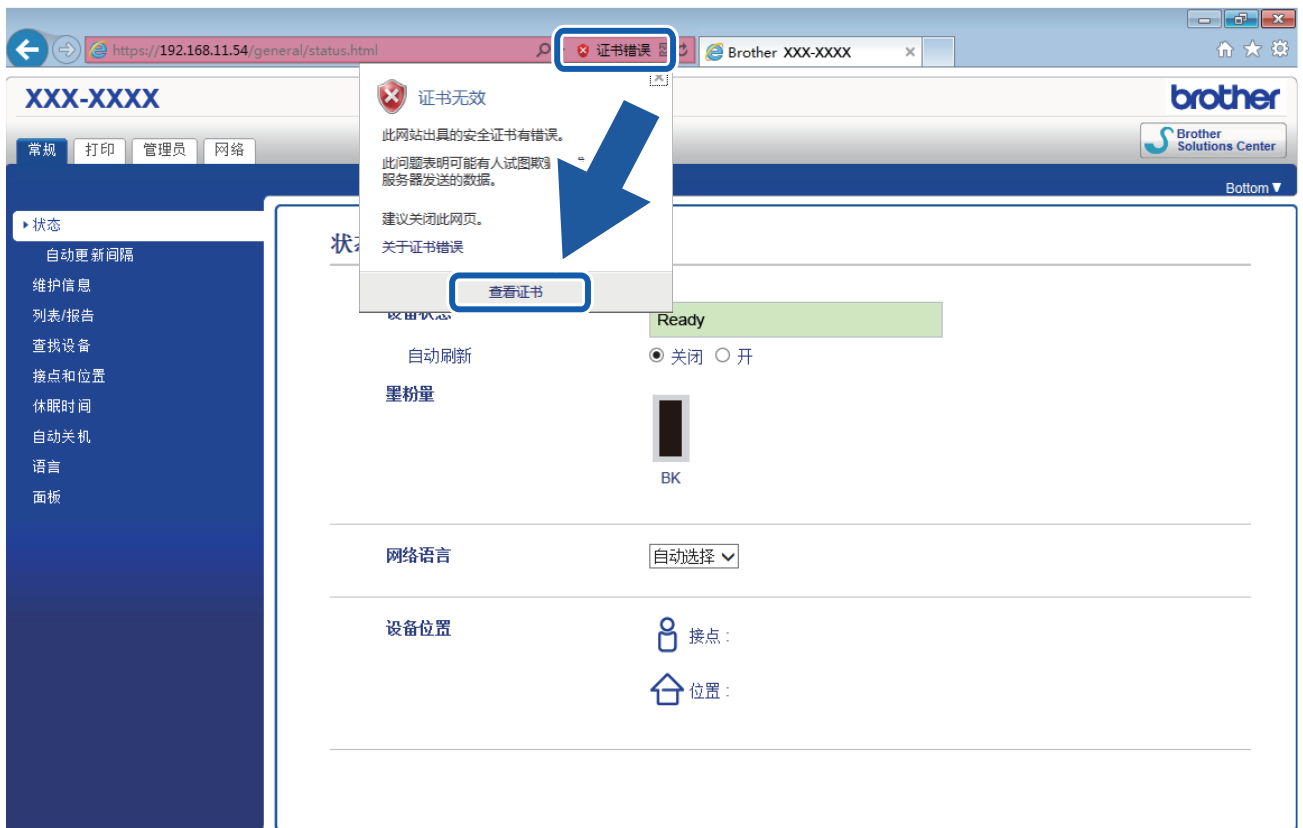 https://192.168.11.54/general/status.html
证书错误
Brother XXX-XXXX
XXX-XXXX
brother
常规
打印
管理员
网络
Brother
Solutions Center
Bottom▼
证书无效
此网站出具的安全证书有错误。
此问题表明可能有人试图欺
服务器发送的数据。
建议关闭此网页。
关于证书错误
查看证书
状态
自动更新间隔
维护信息
列表/报告
查找设备
接点和位置
休眠时间
自动关机
语言
面板
设备状态
Ready
自动刷新
关闭
开
墨粉量
BK
网络语言
自动选择
设备位置
接点:
位置: